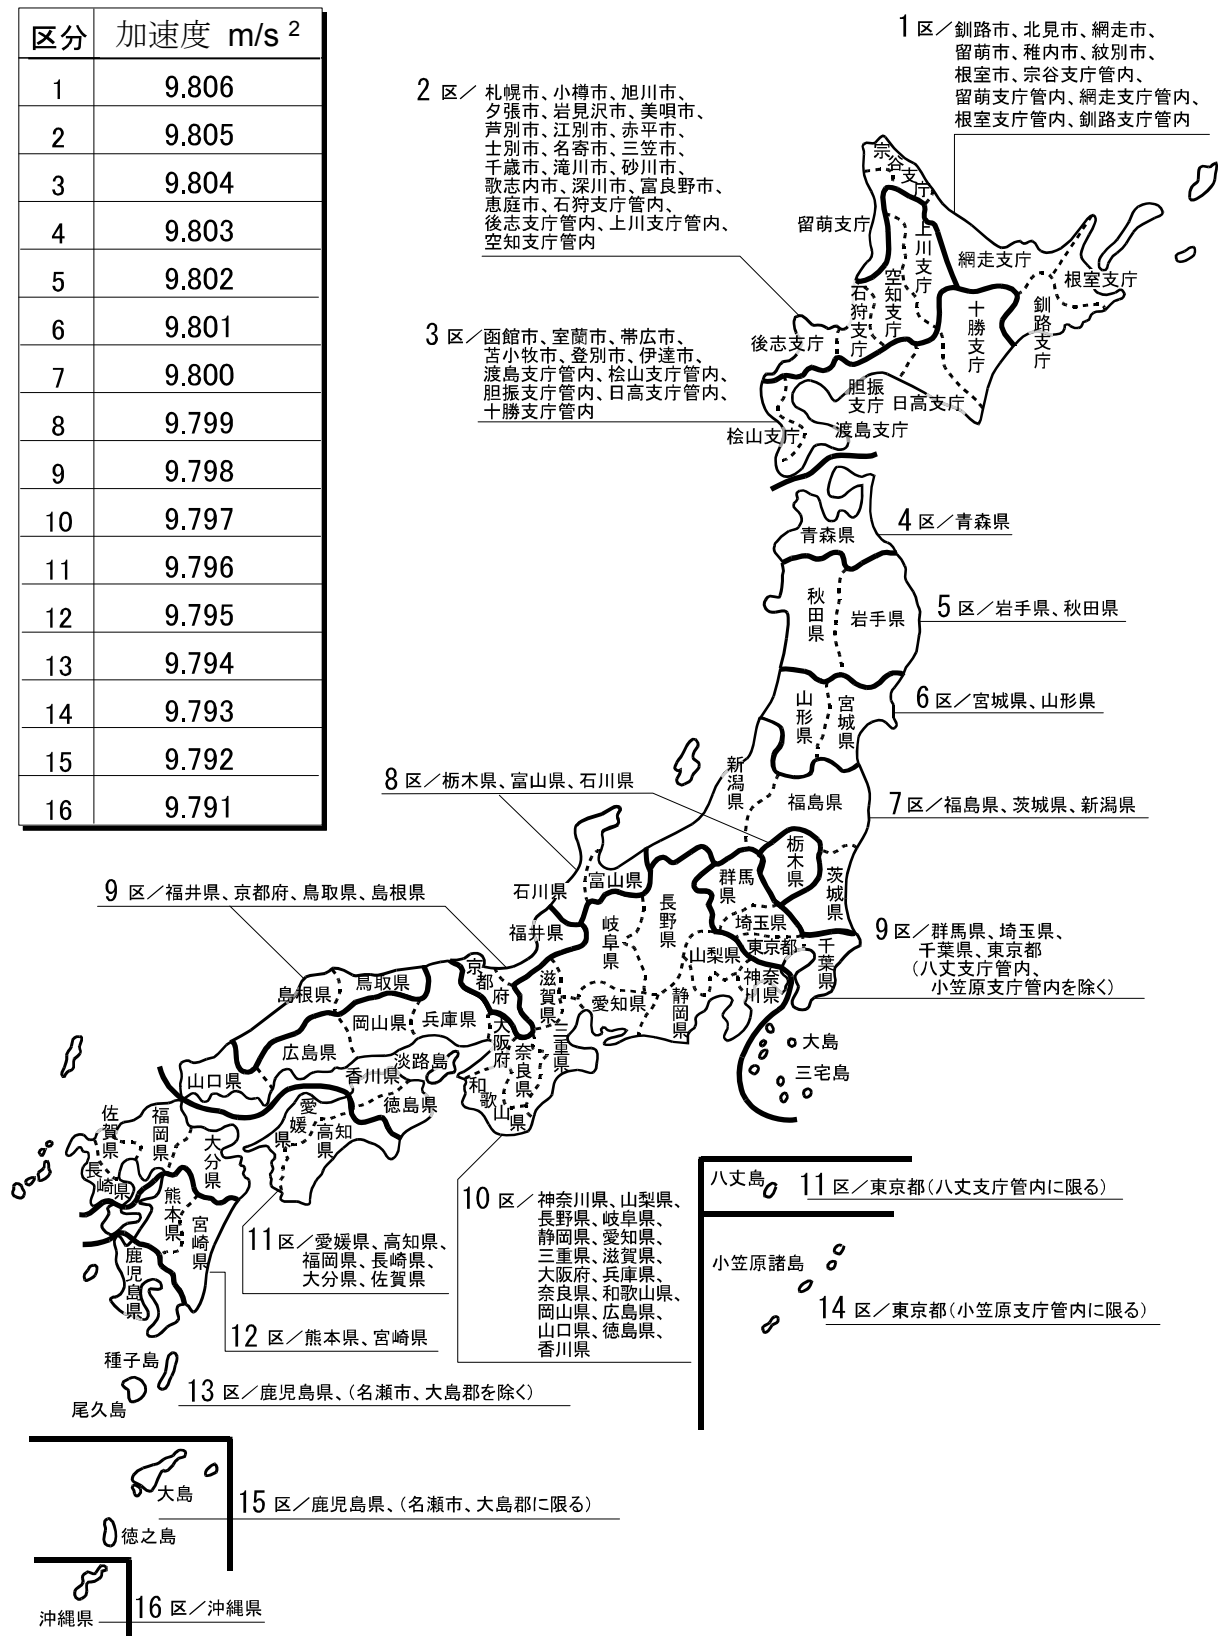 区分 加速度 m/s 2
1 9.806
2 9.805
3 9.804
4 9.803
5 9.802
6 9.801
7 9.800
8 9.799
9 9.798
10 9.797
11 9.796
12 9.795
13 9.794
14 9.793
15 9.792
16 9.791
1 区／釧路市、北見市、網走市、
留萌市、稚内市、紋別市、
根室市、宗谷支庁管内、
留萌支庁管内、網走支庁管内、
根室支庁管内、釧路支庁管内
2 区／ 札幌市、小樽市、旭川市、
夕張市、岩見沢市、美唄市、
芦別市、江別市、赤平市、
士別市、名寄市、三笠市、
千歳市、滝川市、砂川市、
歌志内市、深川市、富良野市、
恵庭市、石狩支庁管内、
後志支庁管内、上川支庁管内、
空知支庁管内
3 区／函館市、室蘭市、帯広市、
苫小牧市、登別市、伊達市、
渡島支庁管内、桧山支庁管内、
胆振支庁管内、日高支庁管内、
十勝支庁管内
宗谷支庁
留萌支庁
上川支庁
網走支庁
根室支庁
空知支庁
石狩支庁
釧路支庁
十勝支庁
後志支庁
胆振
支庁
日高支庁
渡島支庁
桧山支庁
青森県
4 区／青森県
秋田県
岩手県
5 区／岩手県、秋田県
山形県
宮城県
6 区／宮城県、山形県
新潟県
福島県
7 区／福島県、茨城県、新潟県
8 区／栃木県、富山県、石川県
栃木県
茨城県
群馬
県
埼玉県
東京都
千葉県
神奈
川県
山梨県
長野県
富山県
石川県
岐阜県
福井県
愛知県
静岡県
滋賀県
三重県
9 区／福井県、京都府、鳥取県、島根県
9 区／群馬県、埼玉県、
千葉県、東京都
（八丈支庁管内、
小笠原支庁管内を除く）
京都府
鳥取県
島根県
岡山県
兵庫県
大阪府
奈良県
和歌山県
広島県
山口県
淡路島
香川県
徳島県
愛媛県
高知
県
大島
三宅島
佐賀県
福岡県
大分県
長崎県
熊本県
宮崎県
鹿児島県
10 区／ 神奈川県、山梨県、
長野県、岐阜県、
静岡県、愛知県、
三重県、滋賀県、
大阪府、兵庫県、
奈良県、和歌山県、
岡山県、広島県、
山口県、徳島県、
香川県
11 区／愛媛県、高知県、
福岡県、長崎県、
大分県、佐賀県
八丈島
11 区／東京都（八丈支庁管内に限る）
小笠原諸島
14 区／東京都（小笠原支庁管内に限る）
12 区／熊本県、宮崎県
種子島
尾久島
13 区／鹿児島県、（名瀬市、大島郡を除く）
大島
徳之島
15 区／鹿児島県、（名瀬市、大島郡に限る）
沖縄県
16 区／沖縄県